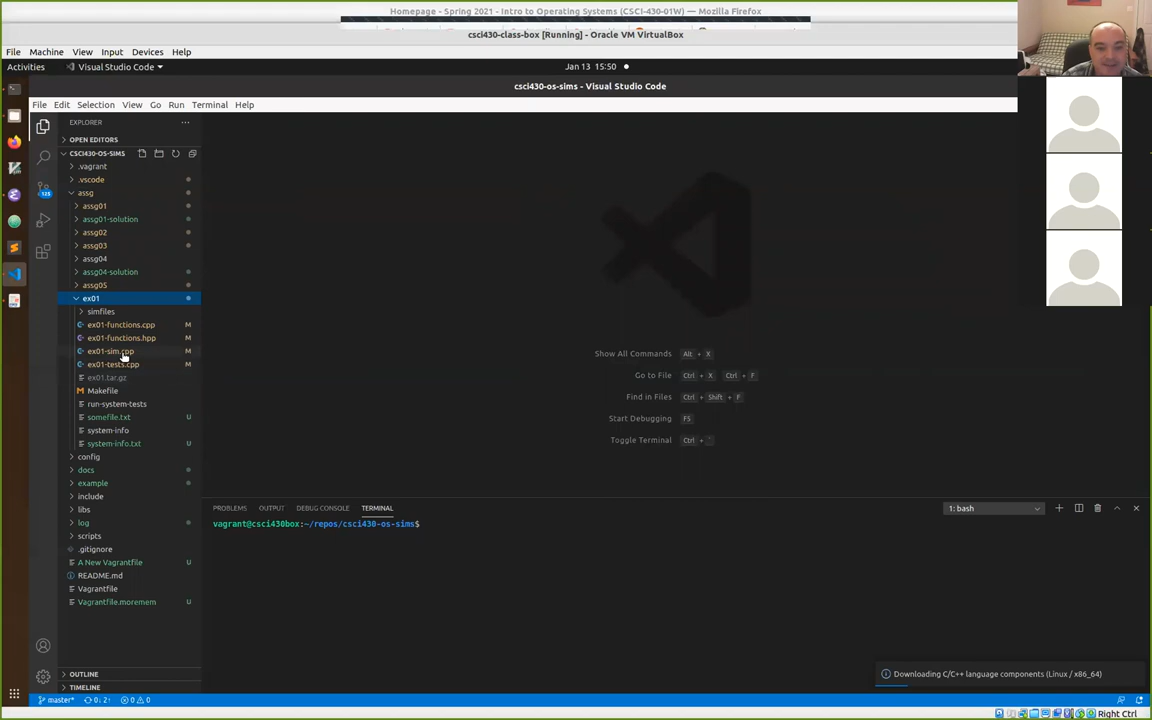 Homepage - Spring 2021 - Intro to Operating Systems (CSCI-430-01W) — Mozilla Firefox
csci430-class-box [Running] - Oracle VM VirtualBox
File Machine View Input Devices Help
Activities Visual Studio Code Jan 13 15:50
csci430-os-sims - Visual Studio Code
File Edit Selection View Go Run Terminal Help
EXPLORER ...
OPEN EDITORS
CSCI430-OS-SIMS
.vagrant
.vscode
assg
assg01
assg01-solution
assg02
assg03
assg04
assg04-solution
assg05
ex01
simfiles
ex01-functions.cpp M
ex01-functions.hpp M
ex01-sim.cpp M
ex01-tests.cpp M
ex01.tar.gz
Makefile
run-system-tests
somefile.txt U
system-info
system-info.txt U
config
docs
example
include
libs
log
scripts
.gitignore
A New Vagrantfile U
README.md
Vagrantfile
Vagrantfile.moremem U
OUTLINE
TIMELINE
Show All Commands Alt + X
Go to File Ctrl + X Ctrl + F
Find in Files Ctrl + Shift + F
Start Debugging F5
Toggle Terminal Ctrl + `
PROBLEMS OUTPUT DEBUG CONSOLE TERMINAL 1: bash
vagrant@csci430box:~/repos/csci430-os-sims$
Downloading C/C++ language components (Linux / x86_64)
master* 0↓ 2↑ 0 0
Right Ctrl